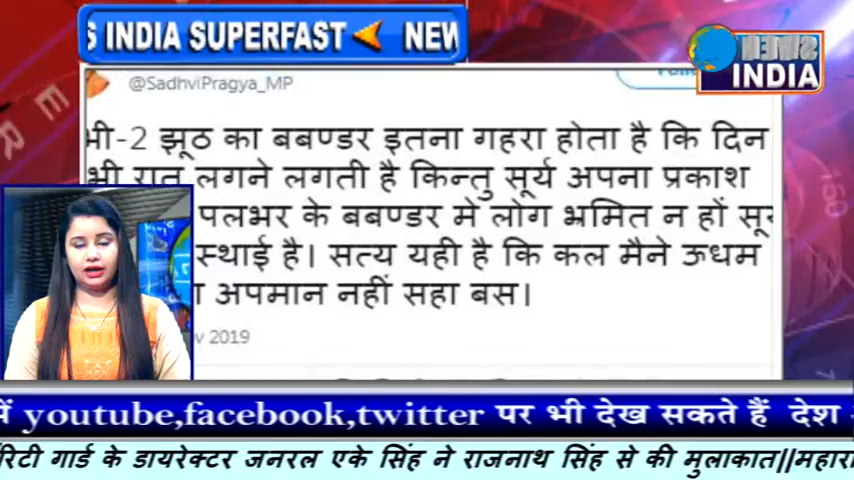 INDIA SUPERFAST
NEW
NEWS
INDIA
@SadhviPragya_MP
भी-2 झूठ का बबण्डर इतना गहरा होता है कि दिन
भी रात लगने लगती है किन्तु सूर्य अपना प्रकाश
पलभर के बबण्डर मे लोग भ्रमित न हों
स्थाई है। सत्य यही है कि कल मैने ऊधम
अपमान नहीं सहा बस।
2019
में youtube,facebook,twitter पर भी देख सकते हैं देश
गार्ड के डायरेक्टर जनरल एके सिंह ने राजनाथ सिंह से की मुलाकात||